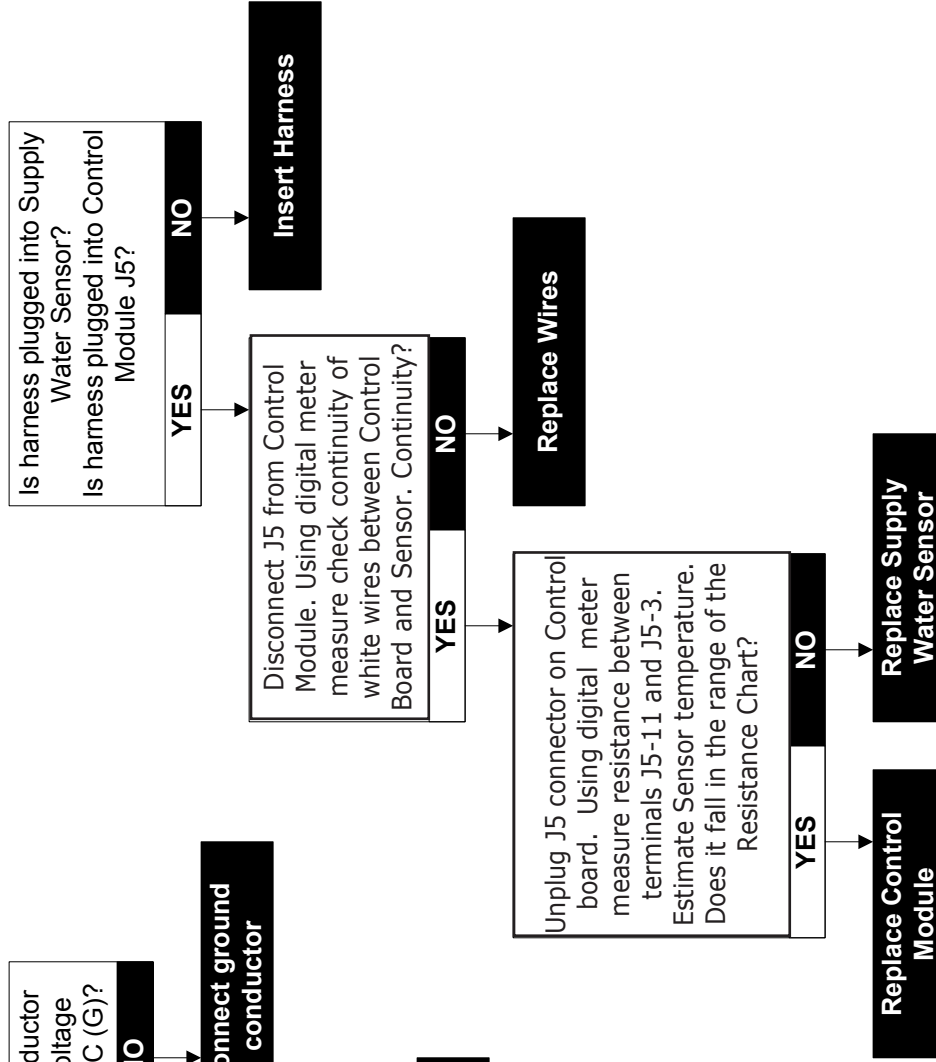 Is harness plugged into Supply
Water Sensor?
Is harness plugged into Control
Module J5?
YES
NO
Insert Harness
Disconnect J5 from Control
Module. Using digital meter
measure check continuity of
white wires between Control
Board and Sensor. Continuity?
YES
NO
Replace Wires
Unplug J5 connector on Control
board. Using digital meter
measure resistance between
terminals J5-11 and J5-3.
Estimate Sensor temperature.
Does it fall in the range of the
Resistance Chart?
YES
NO
Replace Control
Module
Replace Supply
Water Sensor
ductor
oltage
C (G)?
onnect ground
conductor